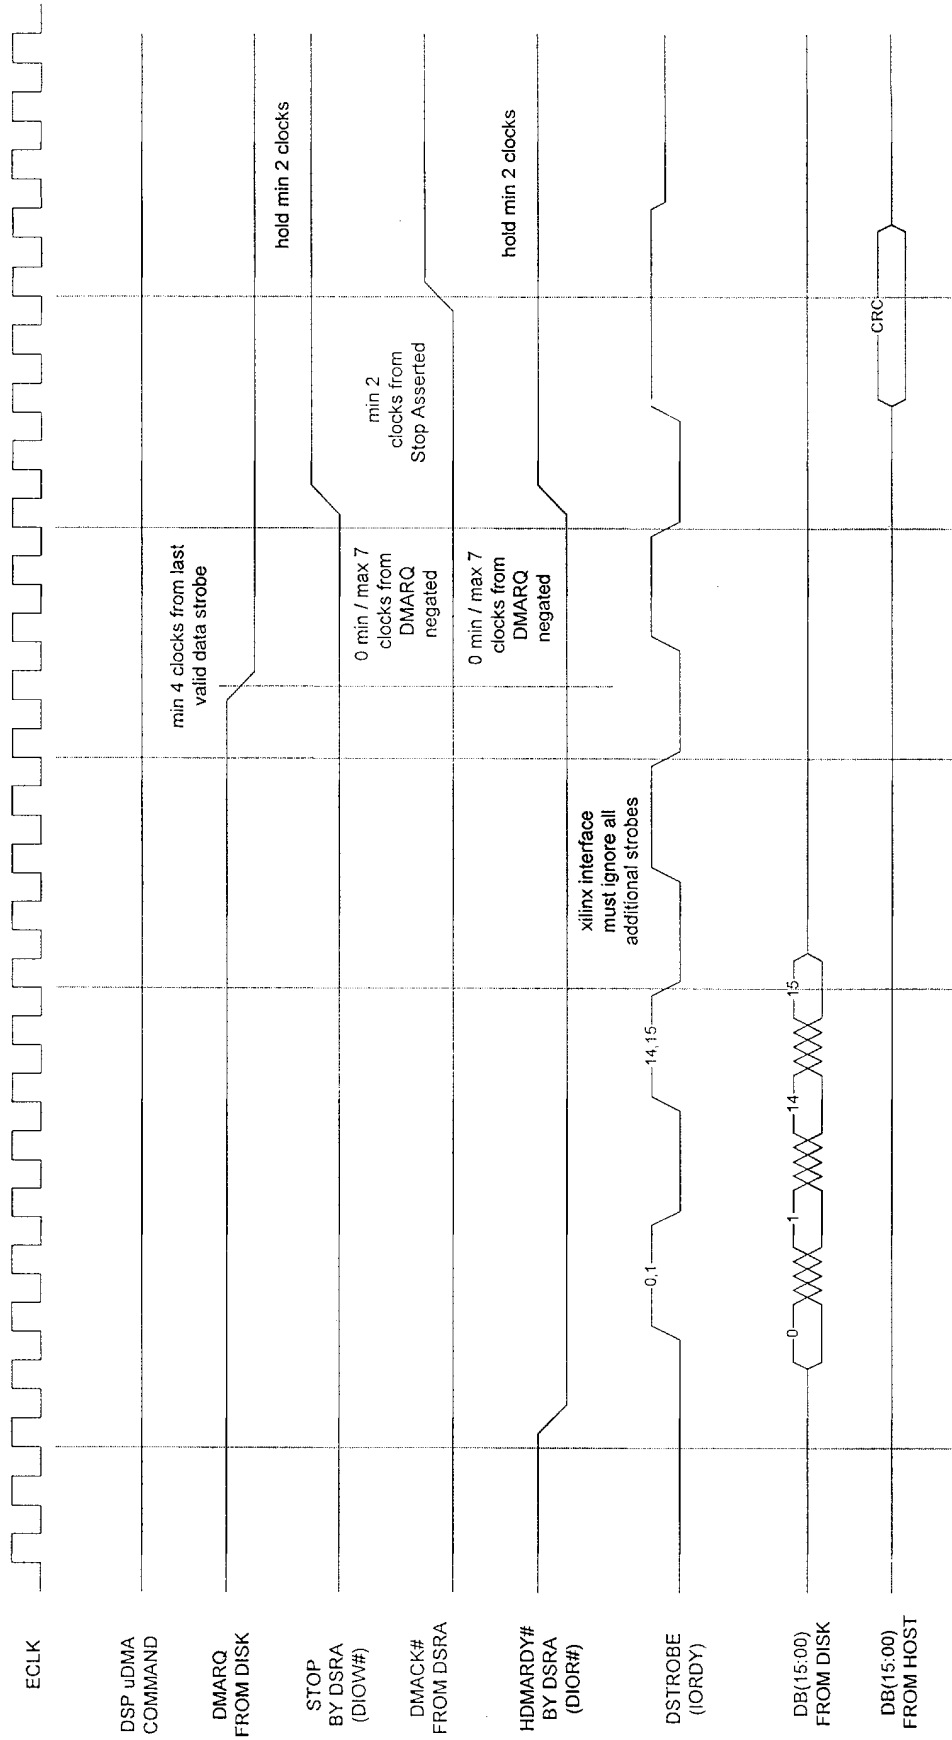 ECLK
DSP uDMA
COMMAND
DMARQ
FROM DISK
min 4 clocks from last
valid data strobe
STOP
BY DSRA
(DIOW#)
hold min 2 clocks
0 min / max 7
clocks from
DMARQ
negated
min 2
clocks from
Stop Asserted
DMACK#
FROM DSRA
0 min / max 7
clocks from
DMARQ
negated
hold min 2 clocks
HDMARDY#
BY DSRA
(DIOR#)
xilinx interface
must ignore all
additional strobes
DSTROBE
(IORDY)
0,1
14,15
DB(15:00)
FROM DISK
0
1
14
15
DB(15:00)
FROM HOST
CRC